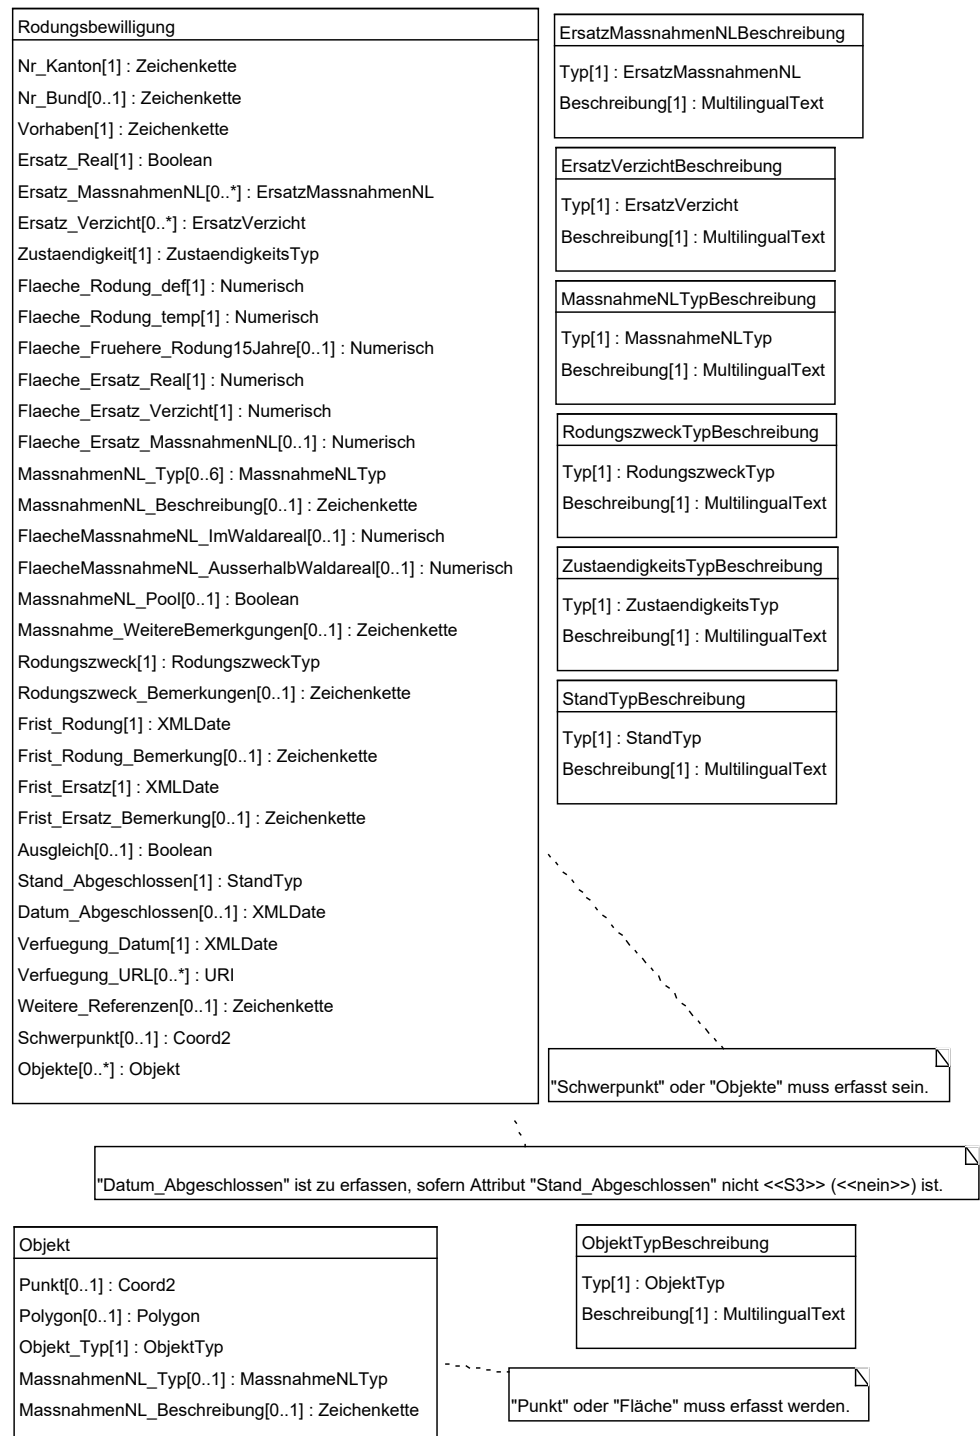 Rodungsbewilligung
Nr_Kanton[1] : Zeichenkette
Nr_Bund[0..1] : Zeichenkette
Vorhaben[1] : Zeichenkette
Ersatz_Real[1] : Boolean
Ersatz_MassnahmenNL[0..*] : ErsatzMassnahmenNL
Ersatz_Verzicht[0..*] : ErsatzVerzicht
Zustaendigkeit[1] : ZustaendigkeitsTyp
Flaeche_Rodung_def[1] : Numerisch
Flaeche_Rodung_temp[1] : Numerisch
Flaeche_Fruehere_Rodung15Jahre[0..1] : Numerisch
Flaeche_Ersatz_Real[1] : Numerisch
Flaeche_Ersatz_Verzicht[1] : Numerisch
Flaeche_Ersatz_MassnahmenNL[0..1] : Numerisch
MassnahmenNL_Typ[0..6] : MassnahmeNLTyp
MassnahmenNL_Beschreibung[0..1] : Zeichenkette
FlaecheMassnahmeNL_ImWaldareal[0..1] : Numerisch
FlaecheMassnahmeNL_AusserhalbWaldareal[0..1] : Numerisch
MassnahmeNL_Pool[0..1] : Boolean
Massnahme_WeitereBemerkgungen[0..1] : Zeichenkette
Rodungszweck[1] : RodungszweckTyp
Rodungszweck_Bemerkungen[0..1] : Zeichenkette
Frist_Rodung[1] : XMLDate
Frist_Rodung_Bemerkung[0..1] : Zeichenkette
Frist_Ersatz[1] : XMLDate
Frist_Ersatz_Bemerkung[0..1] : Zeichenkette
Ausgleich[0..1] : Boolean
Stand_Abgeschlossen[1] : StandTyp
Datum_Abgeschlossen[0..1] : XMLDate
Verfuegung_Datum[1] : XMLDate
Verfuegung_URL[0..*] : URI
Weitere_Referenzen[0..1] : Zeichenkette
Schwerpunkt[0..1] : Coord2
Objekte[0..*] : Objekt
ErsatzMassnahmenNLBeschreibung
Typ[1] : ErsatzMassnahmenNL
Beschreibung[1] : MultilingualText
ErsatzVerzichtBeschreibung
Typ[1] : ErsatzVerzicht
Beschreibung[1] : MultilingualText
MassnahmeNLTypBeschreibung
Typ[1] : MassnahmeNLTyp
Beschreibung[1] : MultilingualText
RodungszweckTypBeschreibung
Typ[1] : RodungszweckTyp
Beschreibung[1] : MultilingualText
ZustaendigkeitsTypBeschreibung
Typ[1] : ZustaendigkeitsTyp
Beschreibung[1] : MultilingualText
StandTypBeschreibung
Typ[1] : StandTyp
Beschreibung[1] : MultilingualText
"Schwerpunkt" oder "Objekte" muss erfasst sein.
"Datum_Abgeschlossen" ist zu erfassen, sofern Attribut "Stand_Abgeschlossen" nicht <<S3>> (<<nein>>) ist.
Objekt
Punkt[0..1] : Coord2
Polygon[0..1] : Polygon
Objekt_Typ[1] : ObjektTyp
MassnahmenNL_Typ[0..1] : MassnahmeNLTyp
MassnahmenNL_Beschreibung[0..1] : Zeichenkette
ObjektTypBeschreibung
Typ[1] : ObjektTyp
Beschreibung[1] : MultilingualText
"Punkt" oder "Fläche" muss erfasst werden.